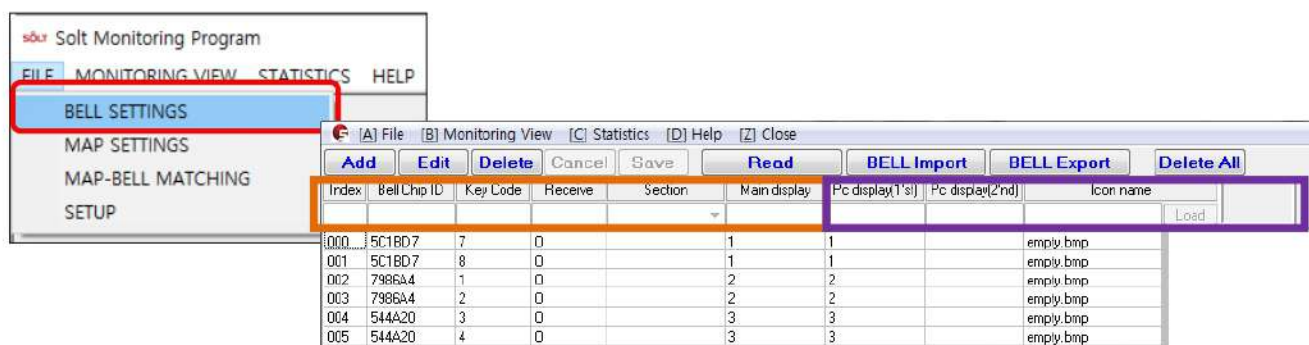 SOLT Solt Monitoring Program
FILE MONITORING VIEW STATISTICS HELP
BELL SETTINGS
MAP SETTINGS
MAP-BELL MATCHING
SETUP
[A] File [B] Monitoring View [C] Statistics [D] Help [Z] Close
Add Edit Delete Cancel Save Read BELL Import BELL Export Delete All
Index Bell Chip ID Key Code Receive Section Main display Pc display(1'st) Pc display(2'nd) Icon name
Load
000 5C1BD7 7 0 1 1 empty.bmp
001 5C1BD7 8 0 1 1 empty.bmp
002 7986A4 1 0 2 2 empty.bmp
003 7986A4 2 0 2 2 empty.bmp
004 544A20 3 0 3 3 empty.bmp
005 544A20 4 0 3 3 empty.bmp